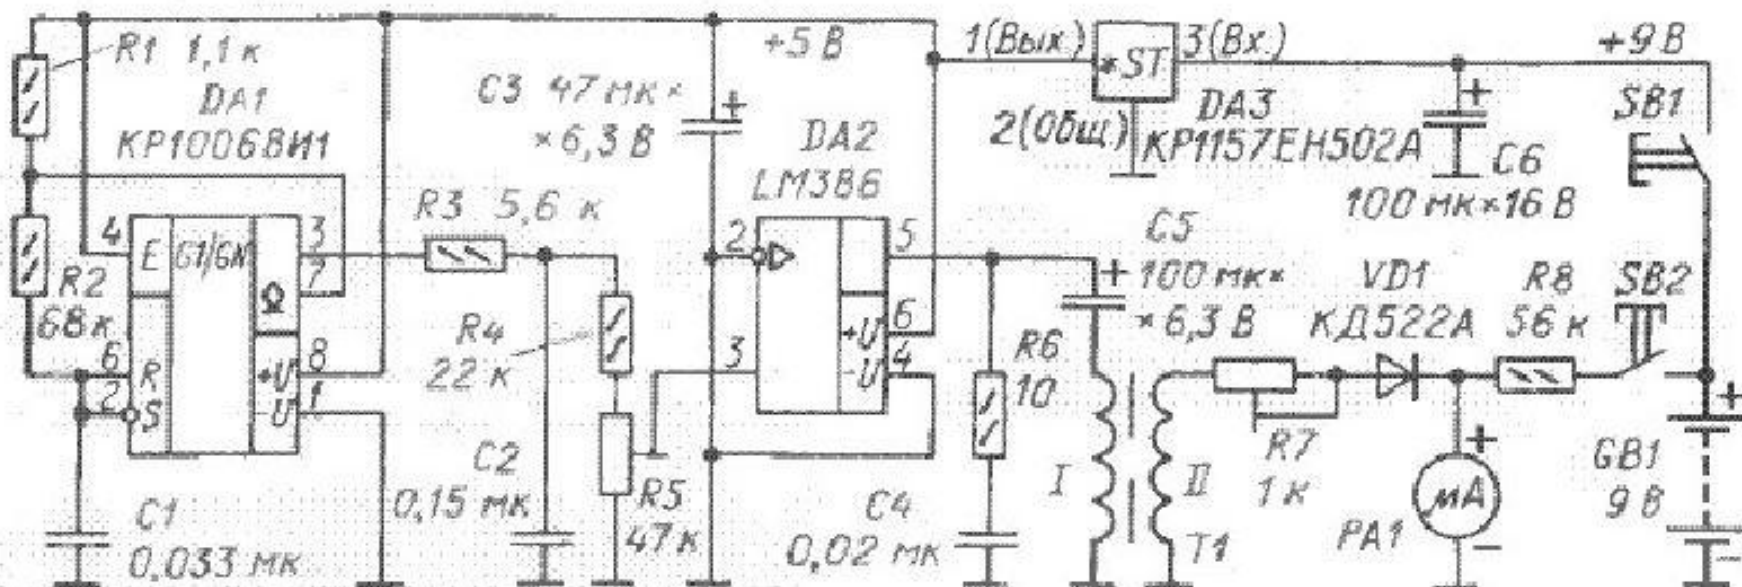 R1 1,1 к
DA1
КР1006ВИ1
R2
68 к
4
E
G1/GN
3
7
6
R
2
S
8
+U
1
-U
C1
0,033 мк
R3 5,6 к
C3 47 мк×
×6,3 В
R4
22 к
C2
0,15 мк
R5
47 к
+5 В
DA2
LM386
2
3
5
6
+U
4
-U
1(Вых.)
*ST
3(Вх.)
2(Общ)
DA3
КР1157ЕН502А
+9 В
+
C6
100 мк×16 В
SB1
C5
+
100 мк×
×6,3 В
R6
10
C4
0,02 мк
I
II
T1
R7
1 к
VD1
КД522А
R8
56 к
SB2
+
мА
PA1
−
+
GB1
9 В
−